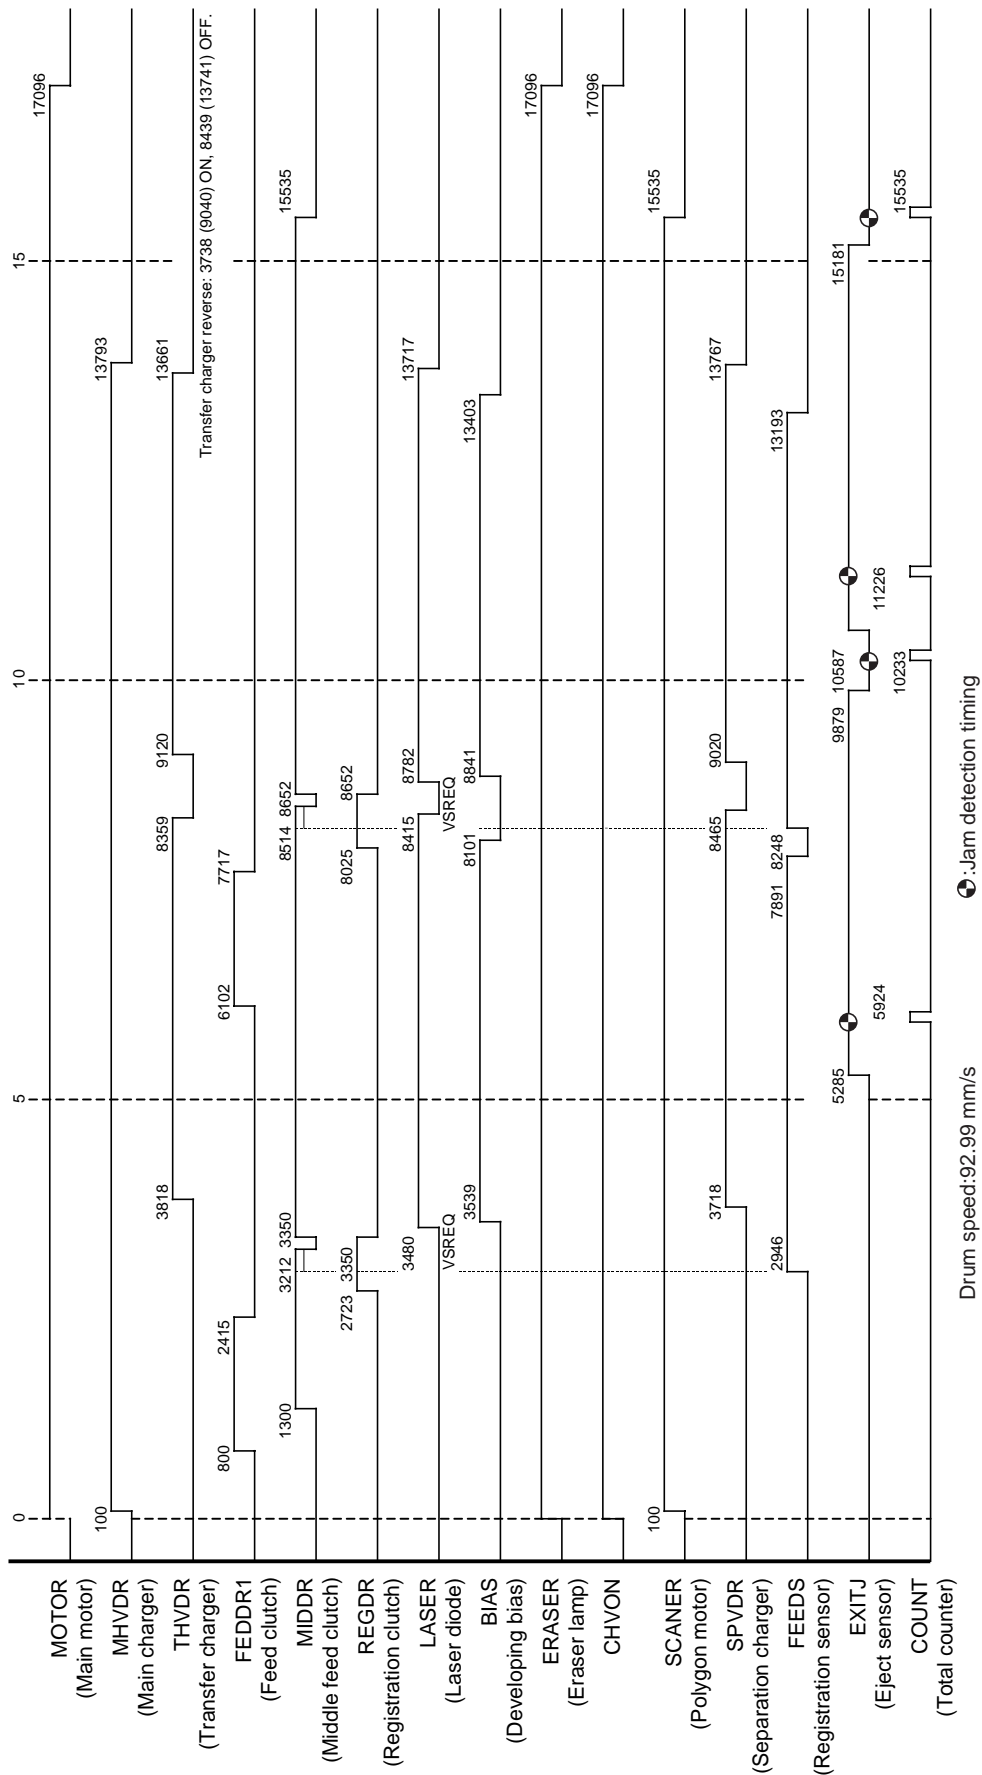 0 5 10 15
MOTOR
(Main motor)
17096
MHVDR
(Main charger)
100 13793
THVDR
(Transfer charger)
3818 8359 9120 13661
Transfer charger reverse: 3738 (9040) ON, 8439 (13741) OFF.
FEDDR1
(Feed clutch)
800 2415 6102 7717
MIDDR
(Middle feed clutch)
1300 3212 3350 8514 8652 15535
REGDR
(Registration clutch)
2723 3350 8025 8652
LASER
(Laser diode)
3480 8415 8782 13717
VSREQ VSREQ
BIAS
(Developing bias)
3539 8101 8841 13403
ERASER
(Eraser lamp)
17096
CHVON
17096
SCANER
(Polygon motor)
100 15535
SPVDR
(Separation charger)
3718 8465 9020 13767
FEEDS
(Registration sensor)
2946 7891 8248 13193
EXITJ
(Eject sensor)
5285 9879 10587 15181
COUNT
(Total counter)
5924 10233 11226 15535
Drum speed:92.99 mm/s
:Jam detection timing